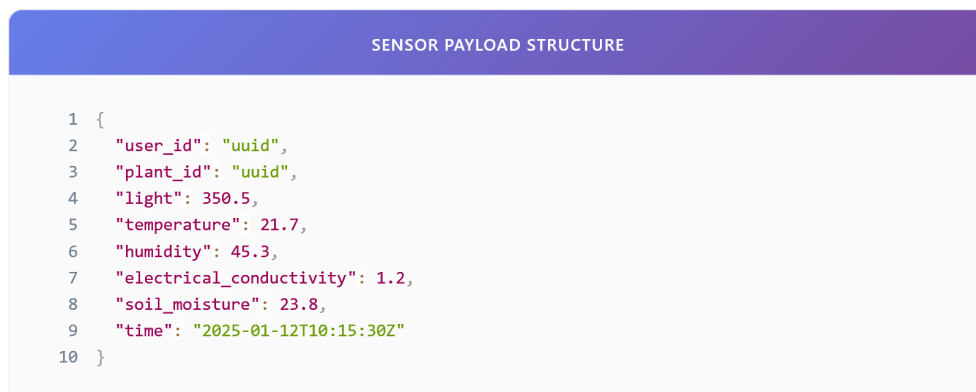 SENSOR PAYLOAD STRUCTURE
1 {
2 "user_id": "uuid",
3 "plant_id": "uuid",
4 "light": 350.5,
5 "temperature": 21.7,
6 "humidity": 45.3,
7 "electrical_conductivity": 1.2,
8 "soil_moisture": 23.8,
9 "time": "2025-01-12T10:15:30Z"
10 }